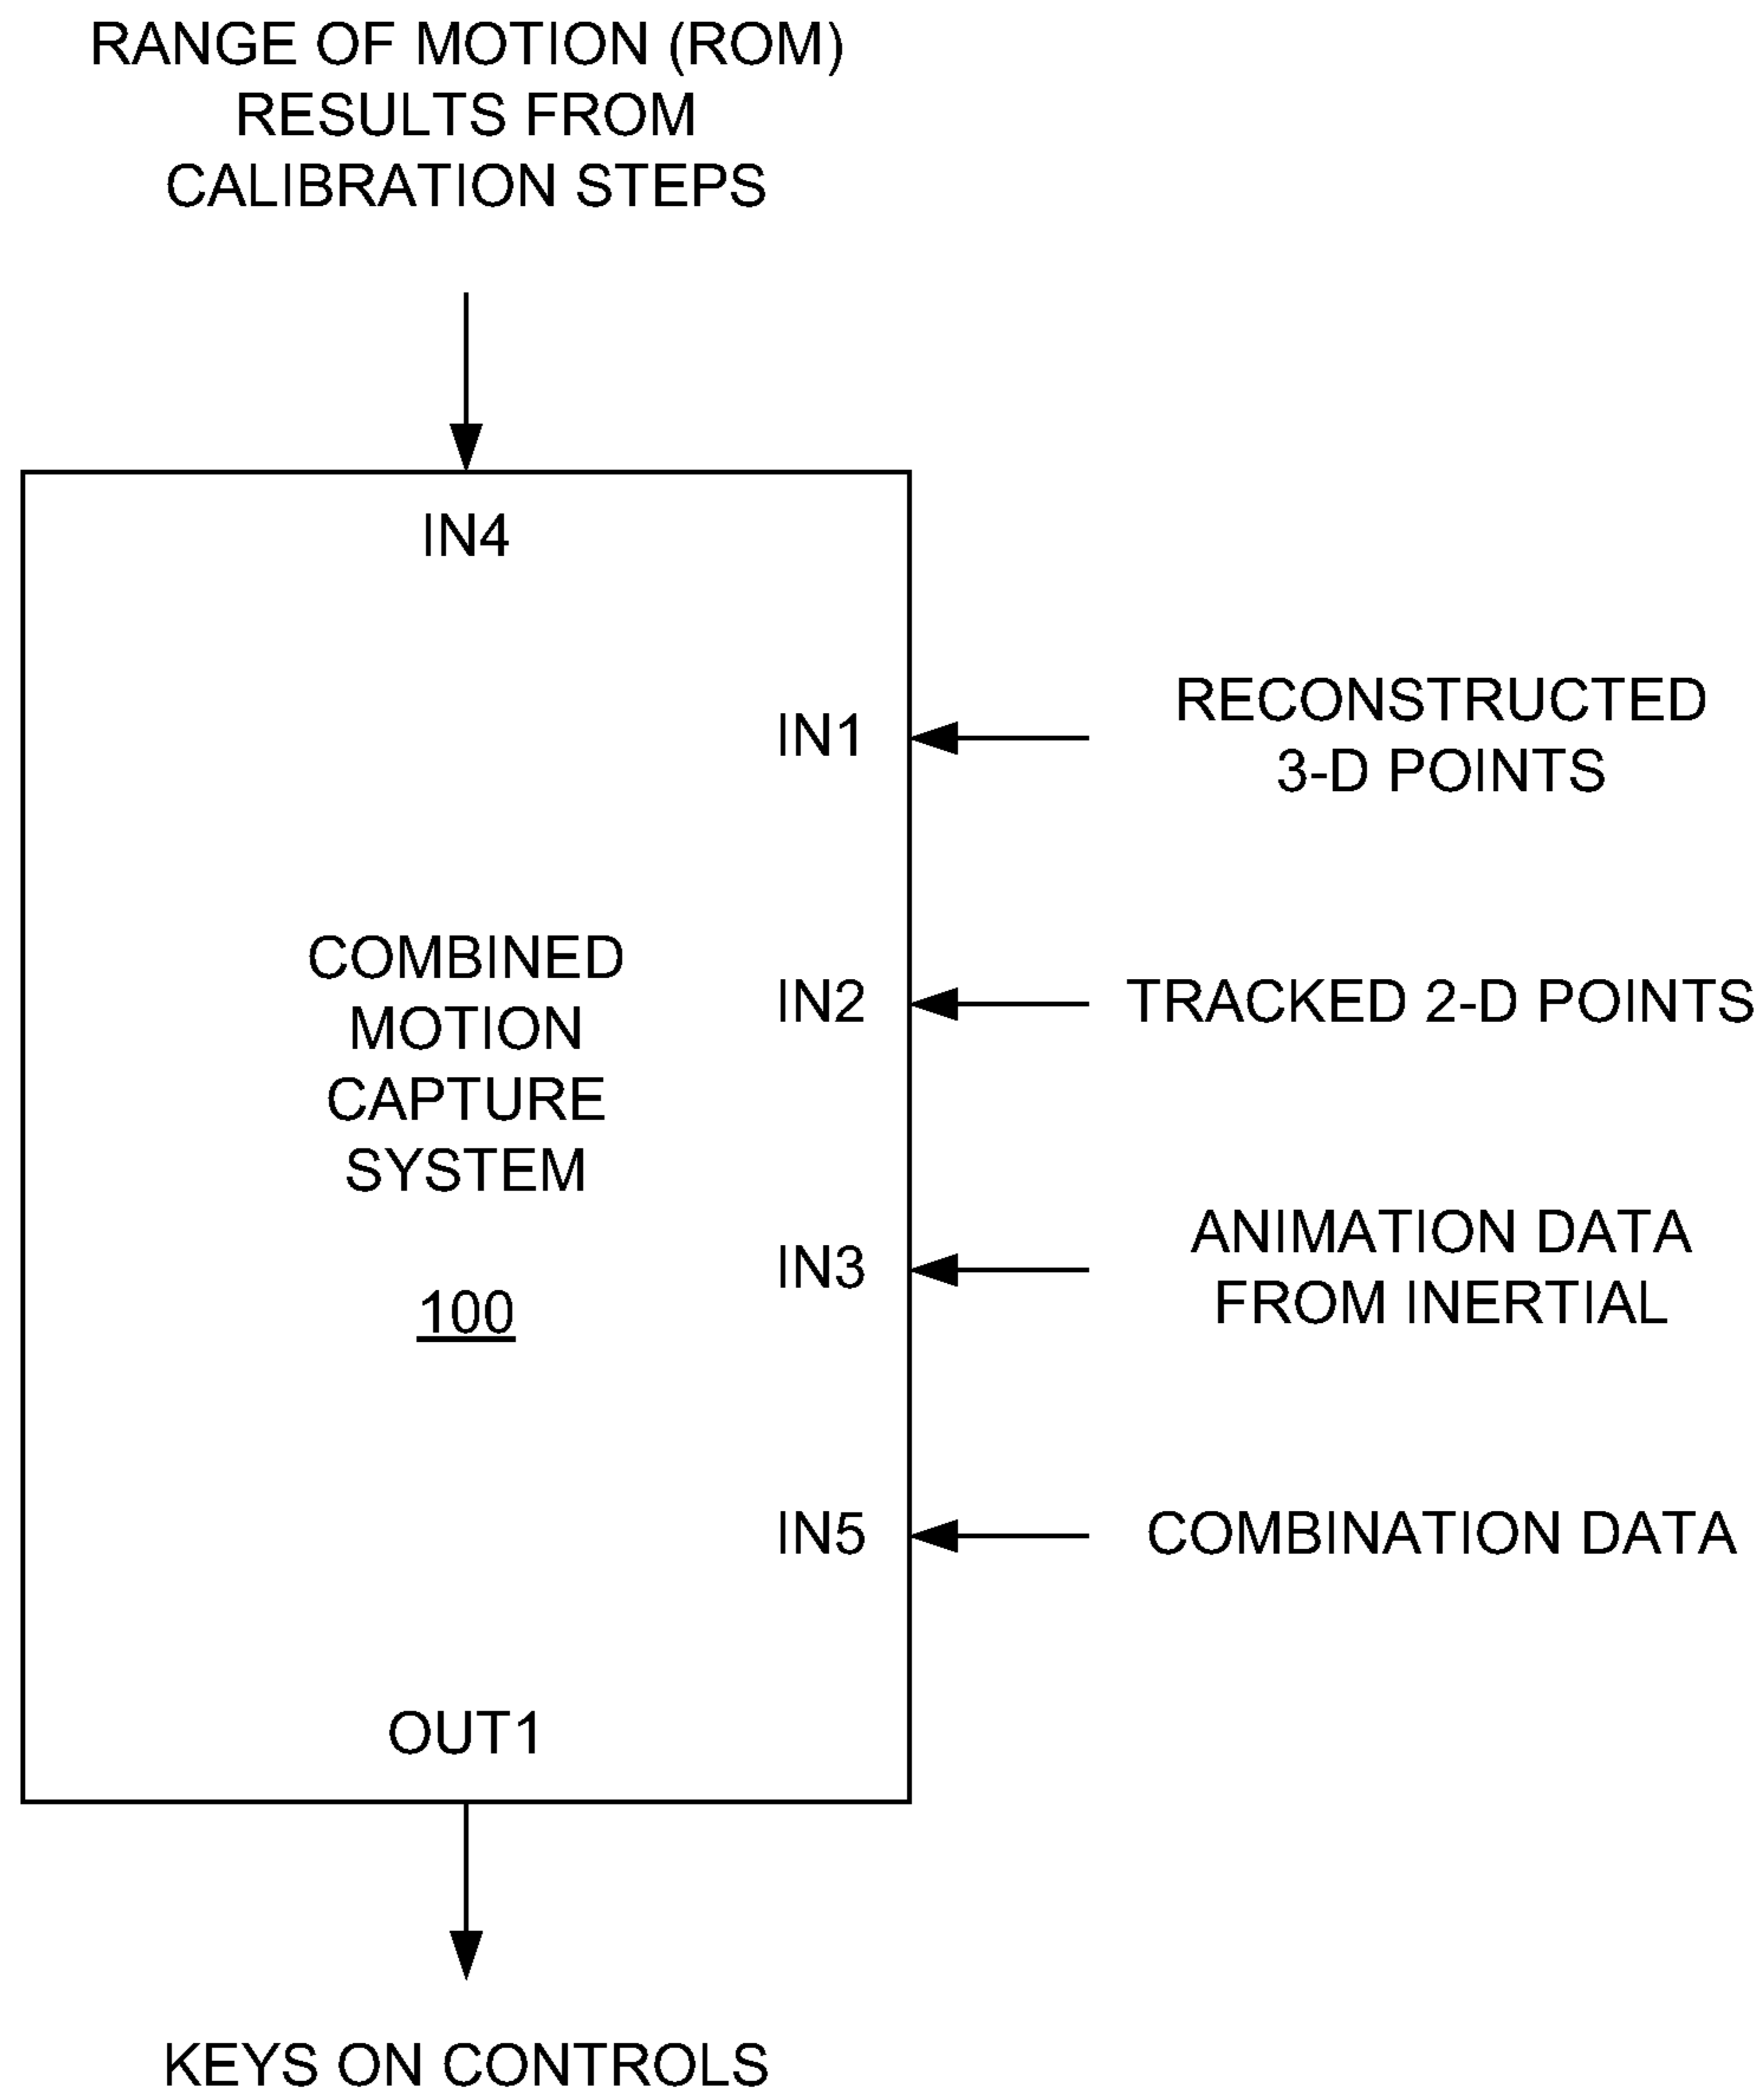 RANGE OF MOTION (ROM)
RESULTS FROM
CALIBRATION STEPS
IN4
IN1
RECONSTRUCTED
3-D POINTS
COMBINED
MOTION
CAPTURE
SYSTEM
100
IN2
TRACKED 2-D POINTS
IN3
ANIMATION DATA
FROM INERTIAL
IN5
COMBINATION DATA
OUT1
KEYS ON CONTROLS